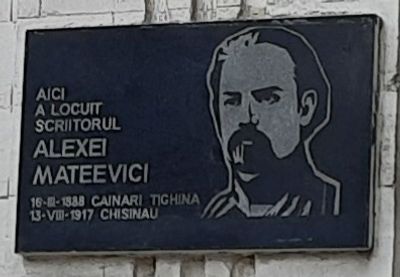 AICI
A LOCUIT
SCRIITORUL
ALEXEI
MATEEVICI
16-III-1888 CAINARI TIGHINA
13-VIII-1917 CHISINAU